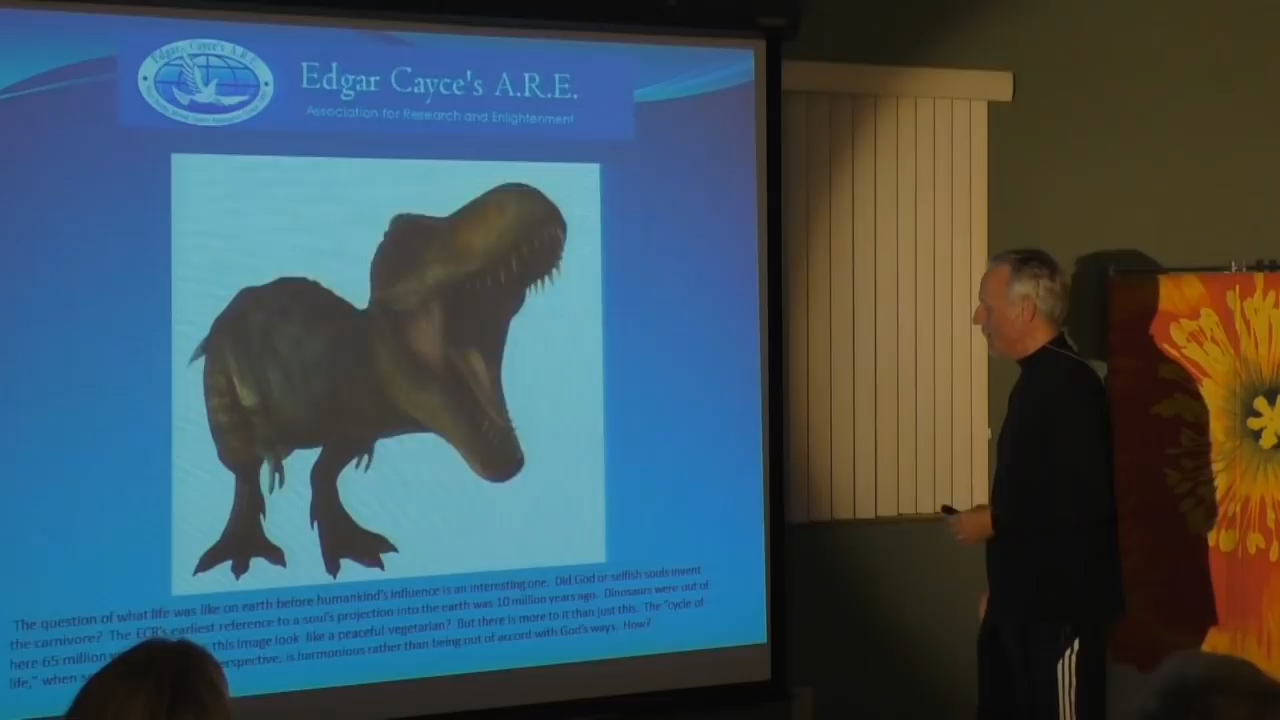 Edgar Cayce's A.R.E.
Edgar Cayce's A.R.E.
Association for Research and Enlightenment
The question of what life was like on earth before humankind's influence is an interesting one. Did God or selfish souls invent
the carnivore? The ECR's earliest reference to a soul's projection into the earth was 10 million years ago. Dinosaurs were out of
here 65 million this image look like a peaceful vegetarian? But there is more to it than just this. The "cycle of
life," when is harmonious rather than being out of accord with God's ways. How?